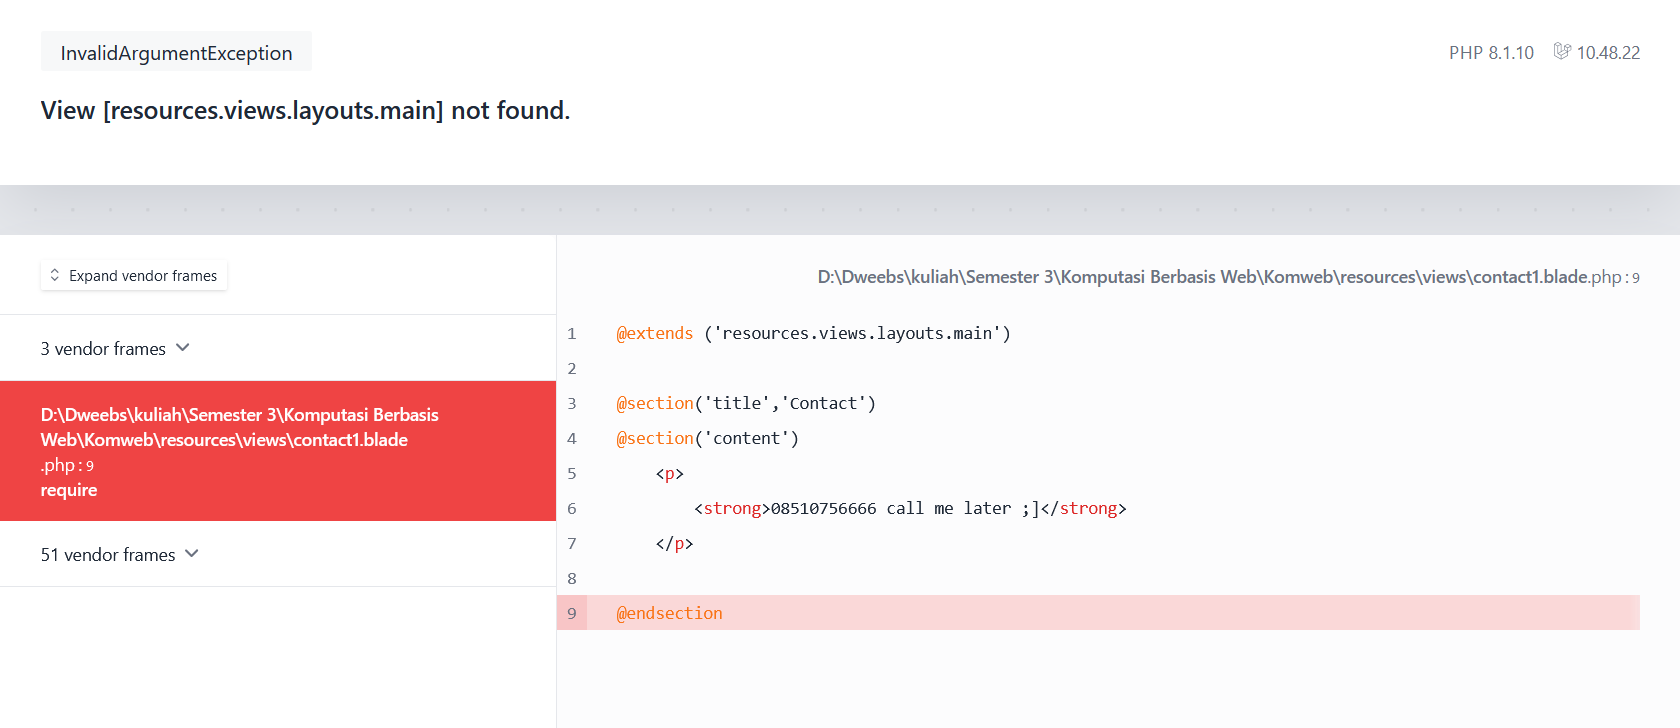 InvalidArgumentException
PHP 8.1.10 10.48.22
View [resources.views.layouts.main] not found.
Expand vendor frames
3 vendor frames
D:\Dweebs\kuliah\Semester 3\Komputasi Berbasis
Web\Komweb\resources\views\contact1.blade
.php:9
require
51 vendor frames
D:\Dweebs\kuliah\Semester 3\Komputasi Berbasis Web\Komweb\resources\views\contact1.blade.php:9
1 @extends ('resources.views.layouts.main')
2
3 @section('title','Contact')
4 @section('content')
5 <p>
6 <strong>08510756666 call me later ;]</strong>
7 </p>
8
9 @endsection